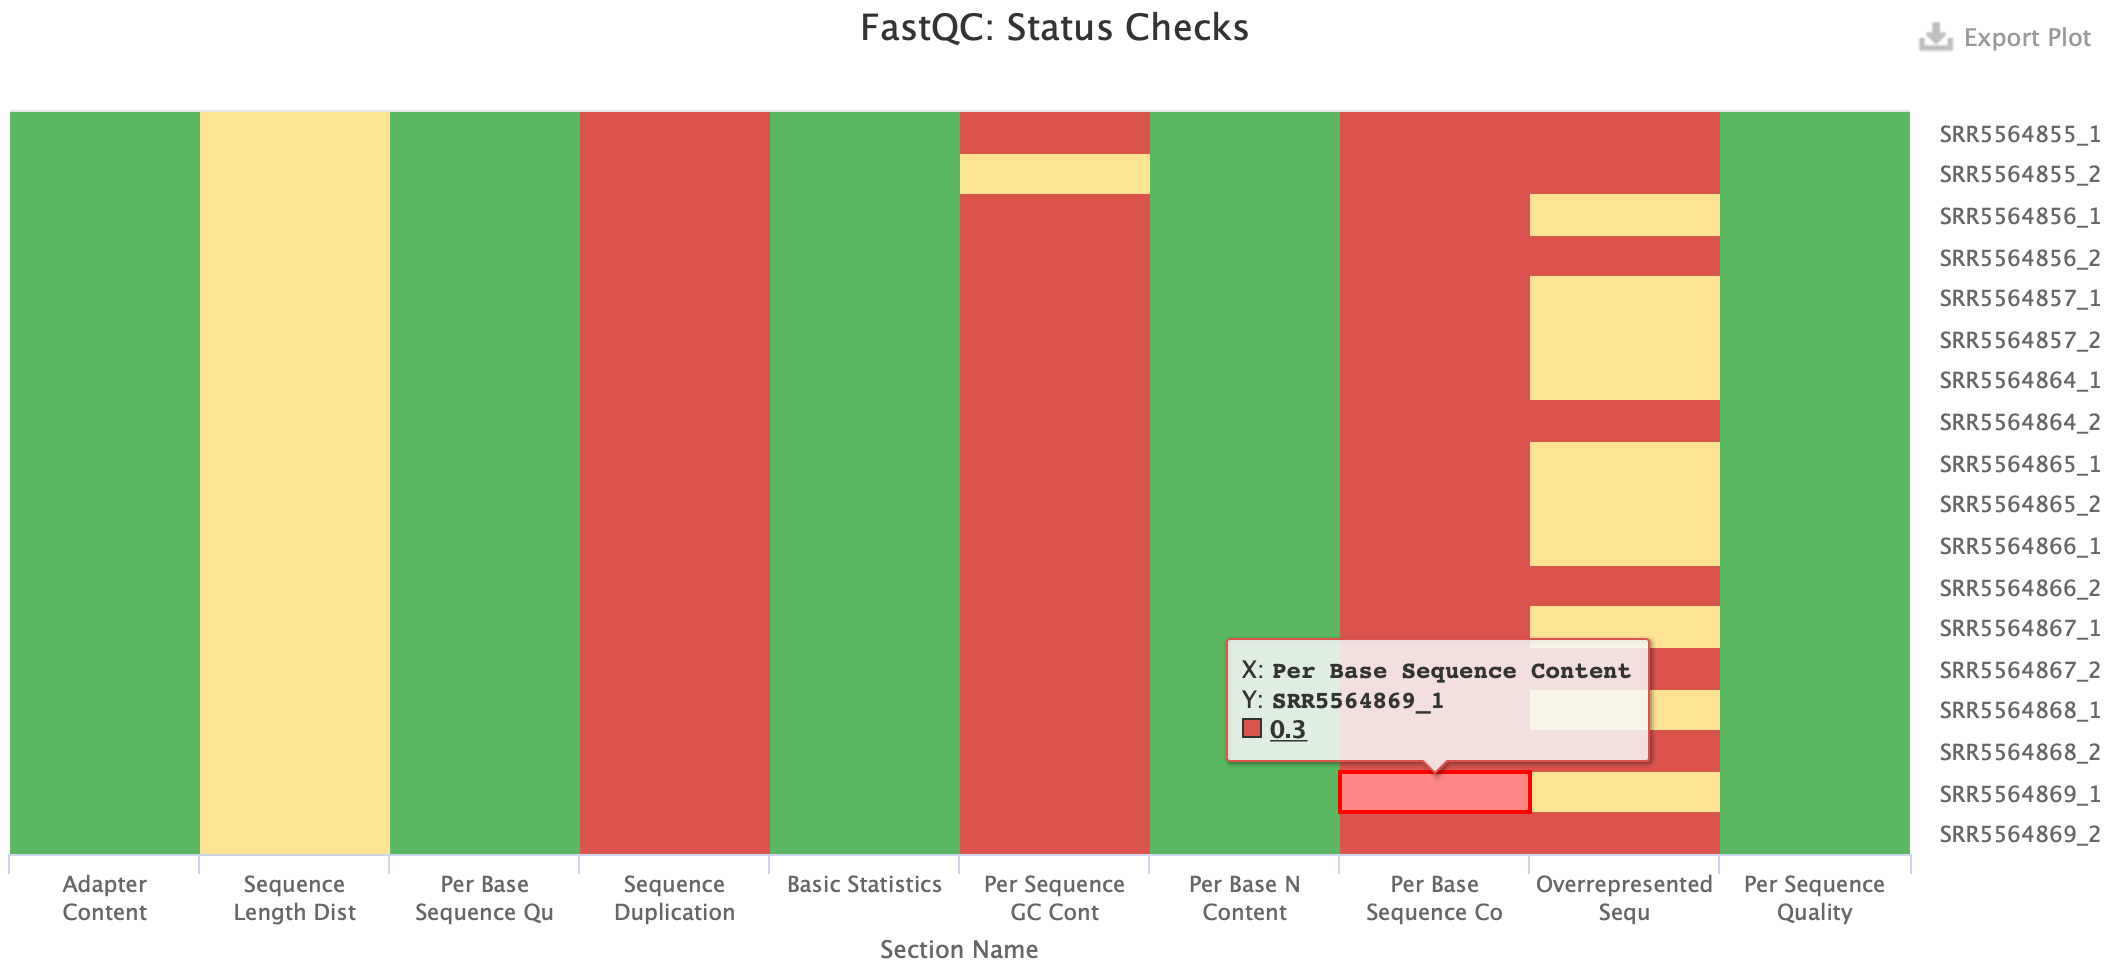 FastQC: Status Checks
Export Plot
SRR5564855_1
SRR5564855_2
SRR5564856_1
SRR5564856_2
SRR5564857_1
SRR5564857_2
SRR5564864_1
SRR5564864_2
SRR5564865_1
SRR5564865_2
SRR5564866_1
SRR5564866_2
SRR5564867_1
SRR5564867_2
SRR5564868_1
SRR5564868_2
SRR5564869_1
SRR5564869_2
X: Per Base Sequence Content
Y: SRR5564869_1
0.3
Adapter
Content
Sequence
Length Dist
Per Base
Sequence Qu
Sequence
Duplication
Basic Statistics
Per Sequence
GC Cont
Per Base N
Content
Per Base
Sequence Co
Overrepresented
Sequ
Per Sequence
Quality
Section Name